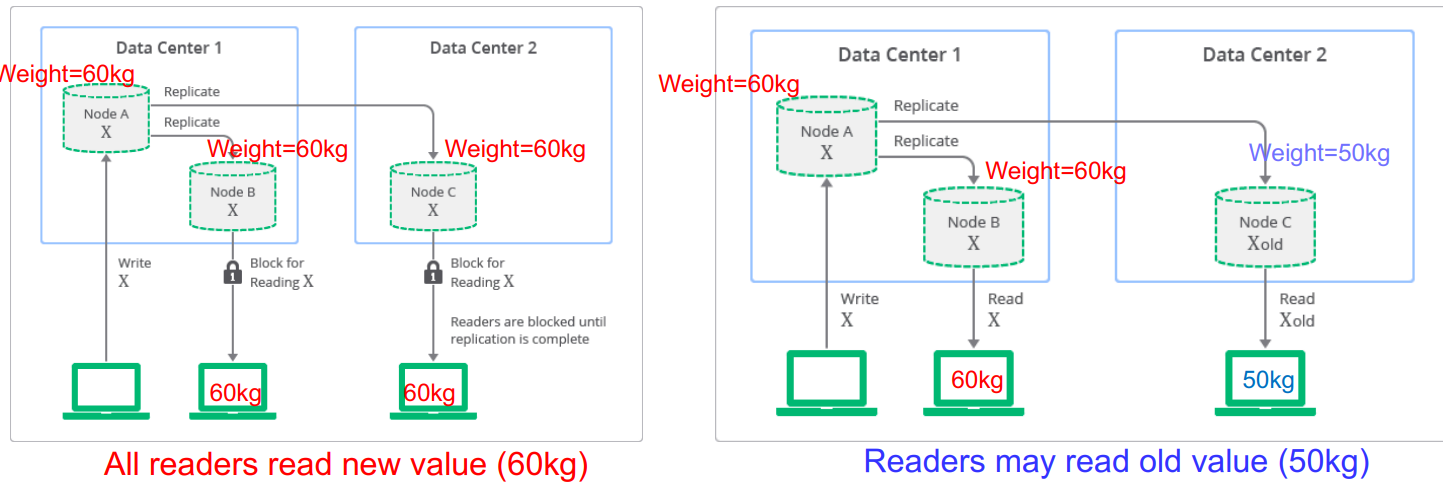 Data Center 1
Data Center 2
Weight=60kg
Replicate
Node A
X
Replicate
Weight=60kg
Weight=60kg
Node B
X
Node C
X
Write
X
1
Block for
Reading X
1
Block for
Reading X
Readers are blocked until
replication is complete
60kg
60kg
All readers read new value (60kg)
Data Center 1
Data Center 2
Weight=60kg
Replicate
Node A
X
Replicate
Weight=50kg
Weight=60kg
Node B
X
Node C
Xold
Write
X
Read
X
Read
Xold
60kg
50kg
Readers may read old value (50kg)